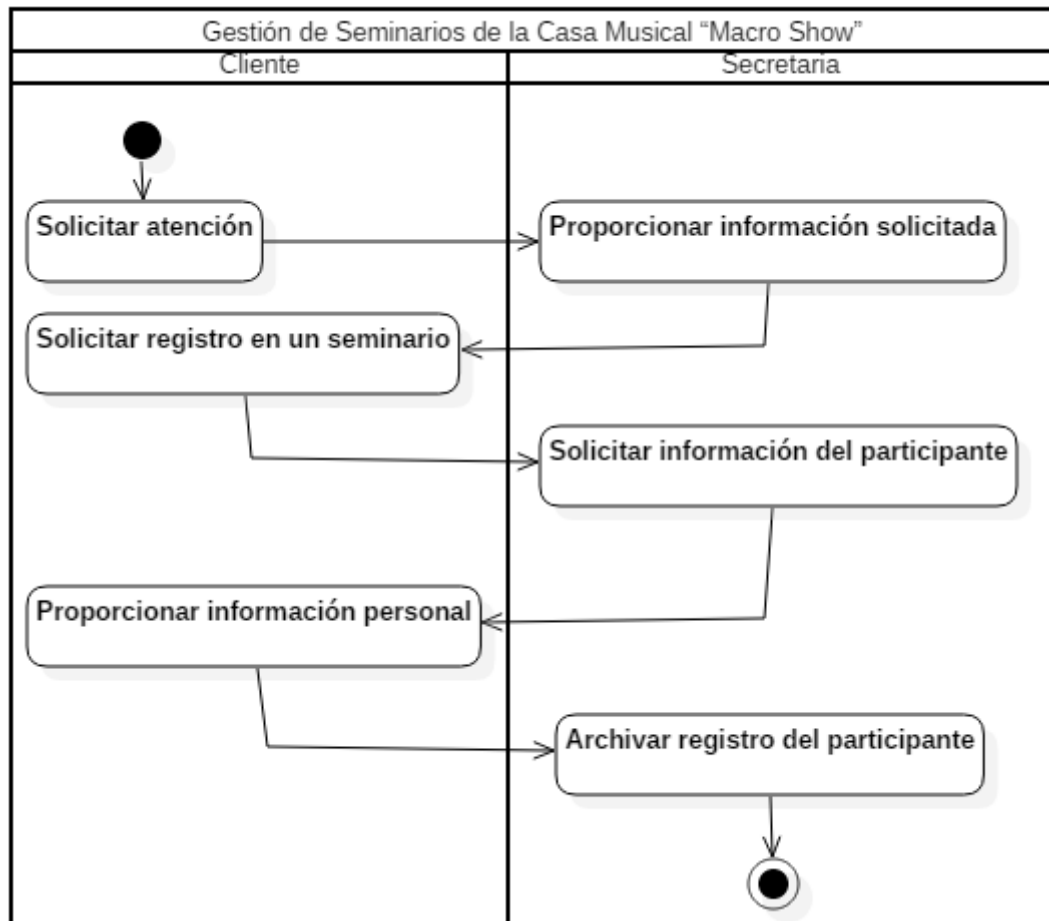 Gestión de Seminarios de la Casa Musical “Macro Show”
Cliente
Secretaria
Solicitar atención
Proporcionar información solicitada
Solicitar registro en un seminario
Solicitar información del participante
Proporcionar información personal
Archivar registro del participante